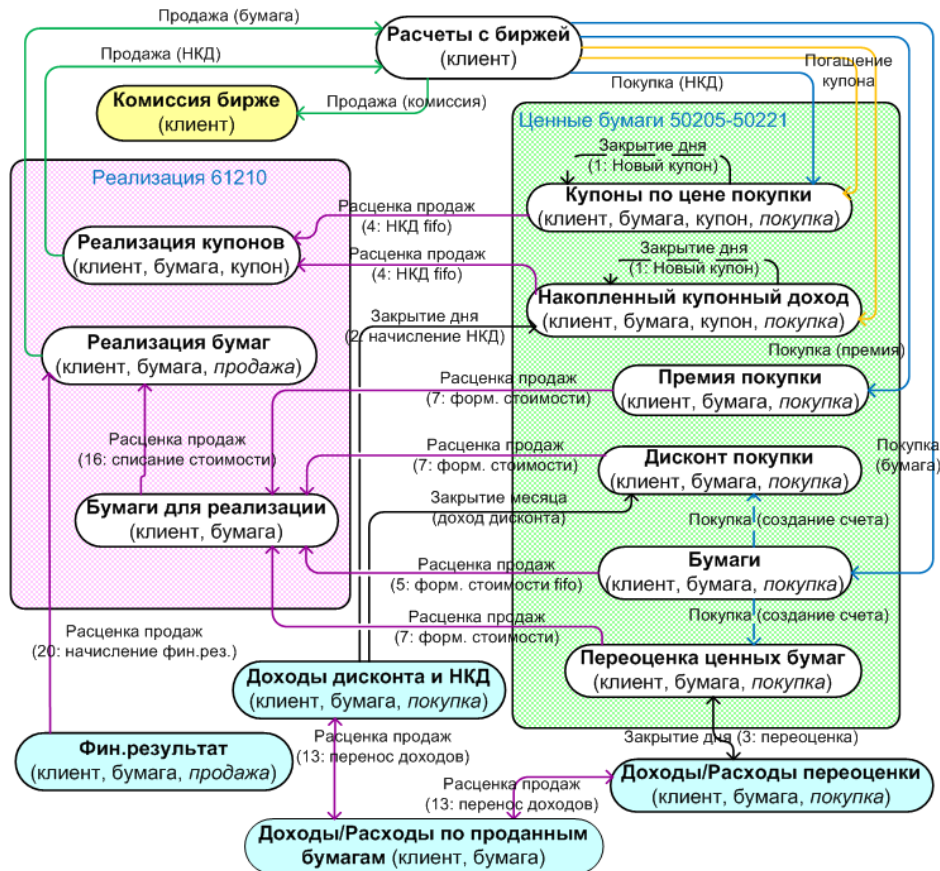 Продажа (бумага)
Расчеты с биржей
(клиент)
Продажа (НКД)
Погашение
купона
Покупка (НКД)
Комиссия бирже
(клиент)
Продажа (комиссия)
Ценные бумаги 50205-50221
Закрытие дня
(1: Новый купон)
Реализация 61210
Купоны по цене покупки
(клиент, бумага, купон, покупка)
Расценка продаж
(4: НКД fifo)
Реализация купонов
(клиент, бумага, купон)
Закрытие дня
(1: Новый купон)
Расценка продаж
(4: НКД fifo)
Накопленный купонный доход
(клиент, бумага, купон, покупка)
Закрытие дня
(2: начисление НКД)
Реализация бумаг
(клиент, бумага, продажа)
Покупка (премия)
Расценка продаж
(7: форм. стоимости)
Премия покупки
(клиент, бумага, покупка)
Расценка продаж
(16: списание стоимости)
Расценка продаж
(7: форм. стоимости)
Дисконт покупки
(клиент, бумага, покупка)
Покупка
(бумага)
Бумаги для реализации
(клиент, бумага)
Закрытие месяца
(доход дисконта)
Покупка (создание счета)
Расценка продаж
(5: форм. стоимости fifo)
Бумаги
(клиент, бумага, покупка)
Покупка (создание счета)
Расценка продаж
(7: форм. стоимости)
Расценка продаж
(20: начисление фин.рез.)
Переоценка ценных бумаг
(клиент, бумага, покупка)
Доходы дисконта и НКД
(клиент, бумага, покупка)
Закрытие дня (3: переоценка)
Расценка продаж
(13: перенос доходов)
Фин.результат
(клиент, бумага, продажа)
Доходы/Расходы переоценки
(клиент, бумага, покупка)
Расценка продаж
(13: перенос доходов)
Доходы/Расходы по проданным
бумагам (клиент, бумага)